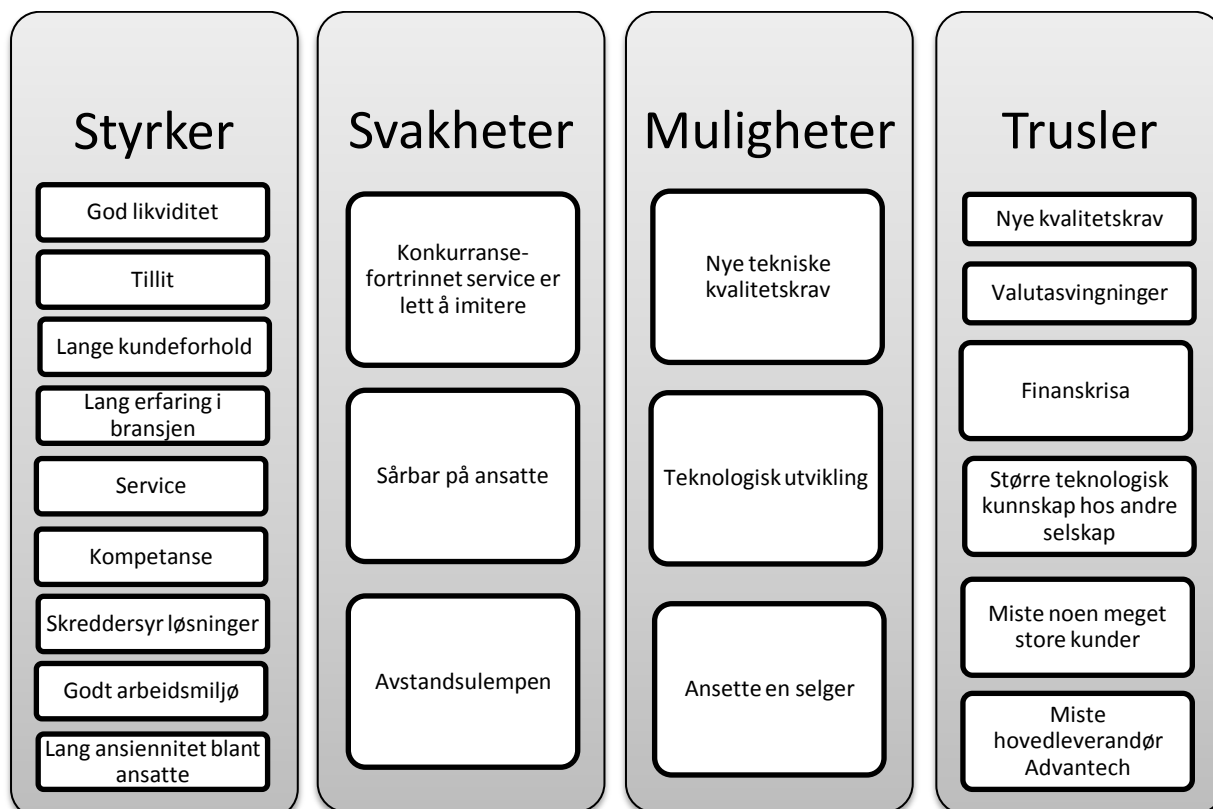 Styrker
God likviditet
Tillit
Lange kundeforhold
Lang erfaring i
bransjen
Service
Kompetanse
Skreddersyr løsninger
Godt arbeidsmiljø
Lang ansiennitet blant
ansatte
Svakheter
Konkurranse-
fortrinnet service er
lett å imitere
Sårbar på ansatte
Avstandsulempen
Muligheter
Nye tekniske
kvalitetskrav
Teknologisk utvikling
Ansette en selger
Trusler
Nye kvalitetskrav
Valutasvingninger
Finanskrisa
Større teknologisk
kunnskap hos andre
selskap
Miste noen meget
store kunder
Miste
hovedleverandør
Advantech